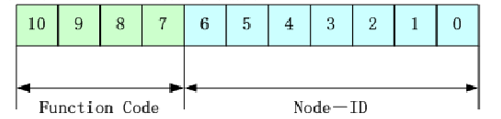 10 9 8 7 6 5 4 3 2 1 0
Function Code Node—ID